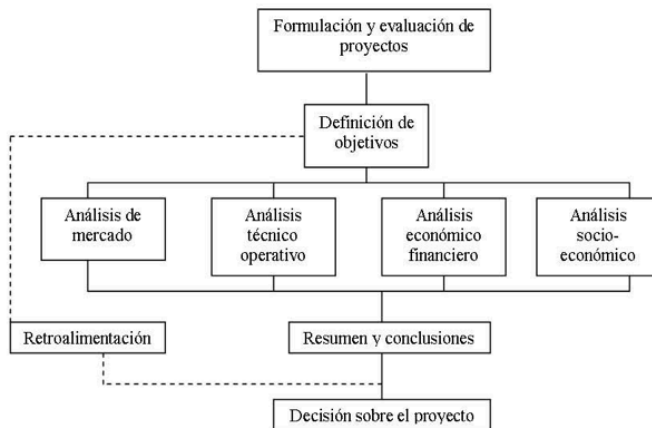 Formulación y evaluación de
proyectos
Definición de
objetivos
Análisis de
mercado
Análisis
técnico
operativo
Análisis
económico
financiero
Análisis
socio-
económico
Retroalimentación
Resumen y conclusiones
Decisión sobre el proyecto